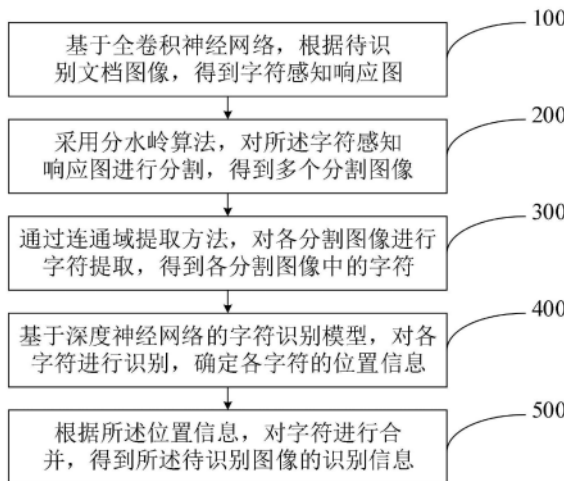 基于全卷积神经网络，根据待识
别文档图像，得到字符感知响应图
100
采用分水岭算法，对所述字符感知
响应图进行分割，得到多个分割图像
200
通过连通域提取方法，对各分割图像进行
字符提取，得到各分割图像中的字符
300
基于深度神经网络的字符识别模型，对各
字符进行识别，确定各字符的位置信息
400
根据所述位置信息，对字符进行合
并，得到所述待识别图像的识别信息
500